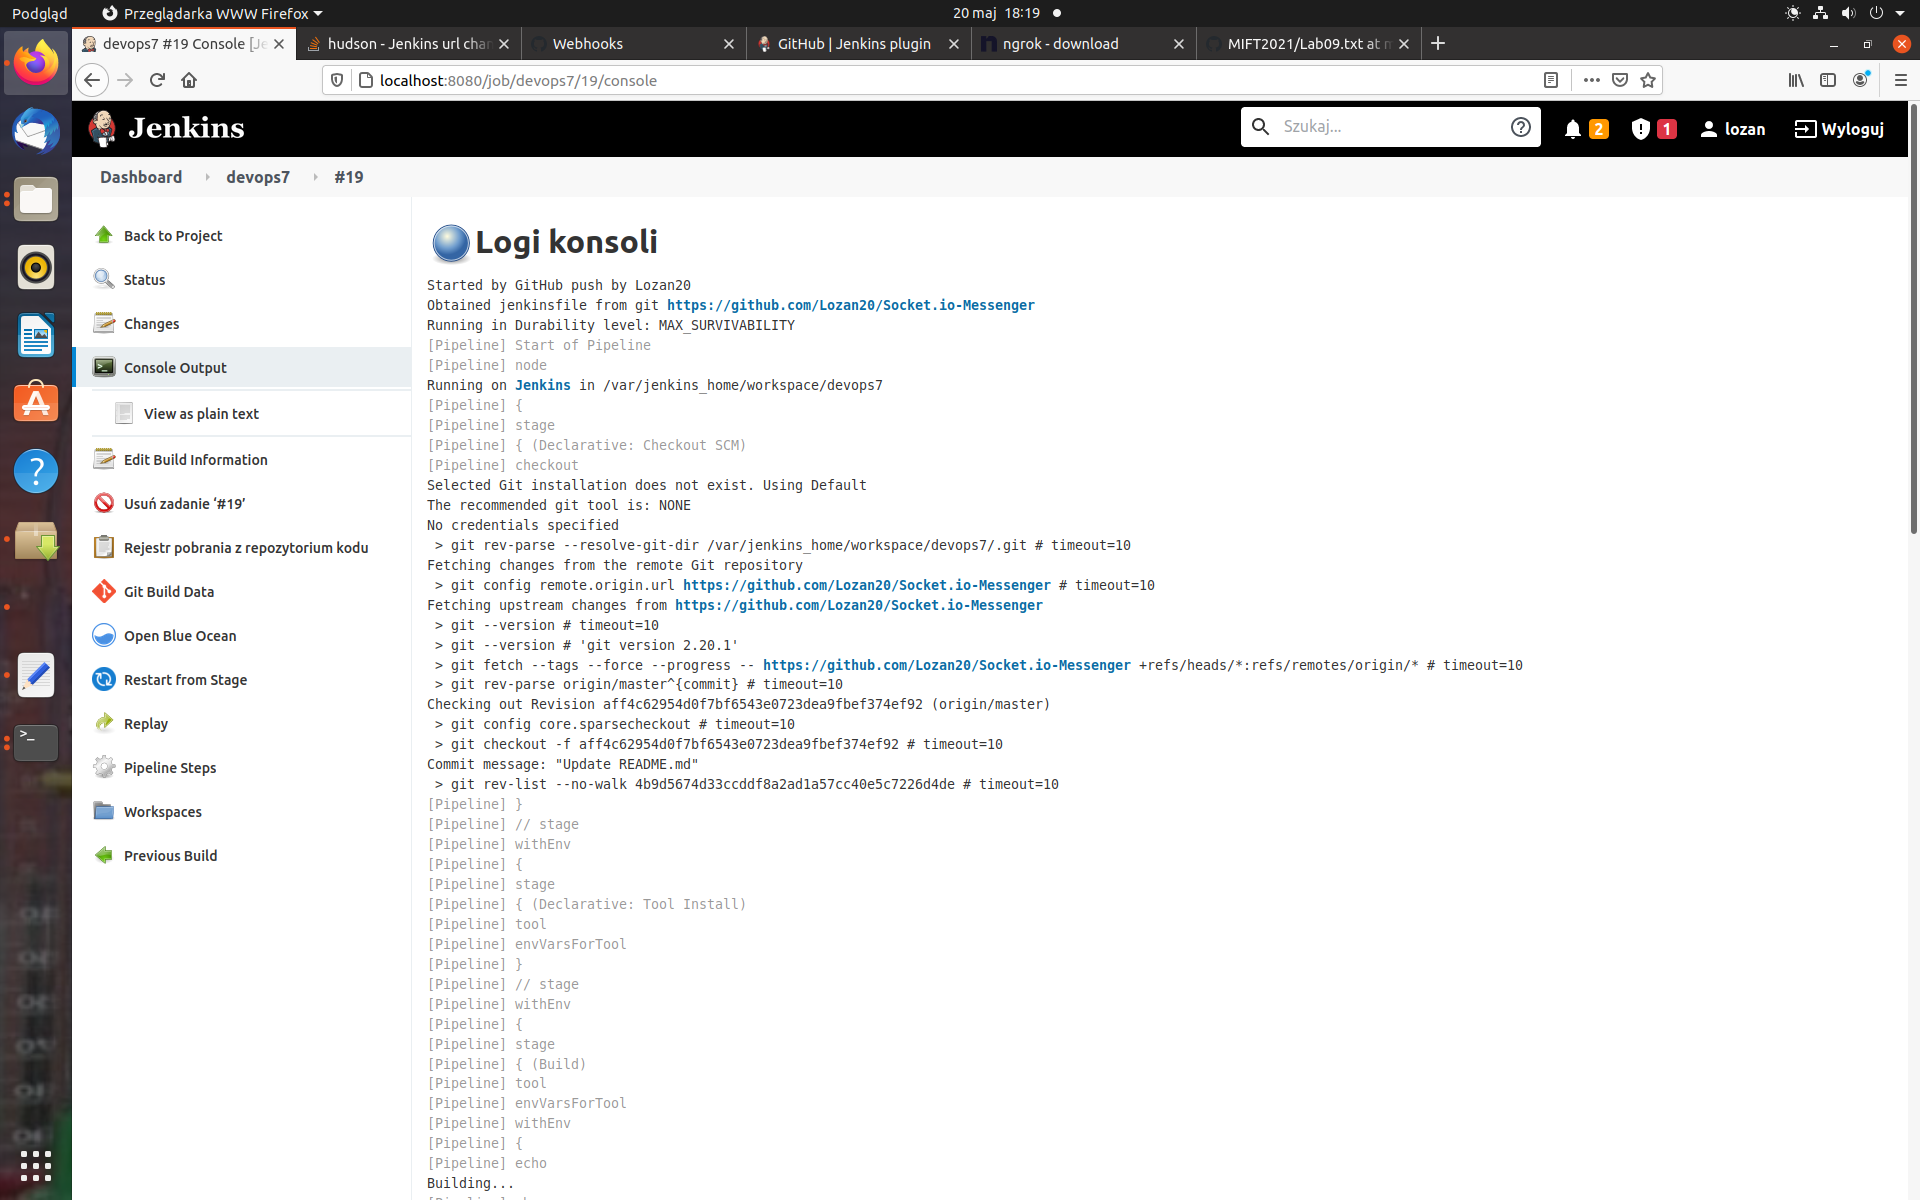 Podgląd
Przeglądarka WWW Firefox
20 maj 18:19
devops7 #19 Console [Je
hudson - Jenkins url chan
Webhooks
GitHub | Jenkins plugin
ngrok - download
MIFT2021/Lab09.txt at m
localhost:8080/job/devops7/19/console
Jenkins
Szukaj...
2
1
lozan
Wyloguj
Dashboard
devops7
#19
Back to Project
Status
Changes
Console Output
View as plain text
Edit Build Information
Usuń zadanie ‘#19’
Rejestr pobrania z repozytorium kodu
Git Build Data
Open Blue Ocean
Restart from Stage
Replay
Pipeline Steps
Workspaces
Previous Build
Logi konsoli
Started by GitHub push by Lozan20
Obtained jenkinsfile from git https://github.com/Lozan20/Socket.io-Messenger
Running in Durability level: MAX_SURVIVABILITY
[Pipeline] Start of Pipeline
[Pipeline] node
Running on Jenkins in /var/jenkins_home/workspace/devops7
[Pipeline] {
[Pipeline] stage
[Pipeline] { (Declarative: Checkout SCM)
[Pipeline] checkout
Selected Git installation does not exist. Using Default
The recommended git tool is: NONE
No credentials specified
> git rev-parse --resolve-git-dir /var/jenkins_home/workspace/devops7/.git # timeout=10
Fetching changes from the remote Git repository
> git config remote.origin.url https://github.com/Lozan20/Socket.io-Messenger # timeout=10
Fetching upstream changes from https://github.com/Lozan20/Socket.io-Messenger
> git --version # timeout=10
> git --version # 'git version 2.20.1'
> git fetch --tags --force --progress -- https://github.com/Lozan20/Socket.io-Messenger +refs/heads/*:refs/remotes/origin/* # timeout=10
> git rev-parse origin/master^{commit} # timeout=10
Checking out Revision aff4c62954d0f7bf6543e0723dea9fbef374ef92 (origin/master)
> git config core.sparsecheckout # timeout=10
> git checkout -f aff4c62954d0f7bf6543e0723dea9fbef374ef92 # timeout=10
Commit message: "Update README.md"
> git rev-list --no-walk 4b9d5674d33ccddf8a2ad1a57cc40e5c7226d4de # timeout=10
[Pipeline] }
[Pipeline] // stage
[Pipeline] withEnv
[Pipeline] {
[Pipeline] stage
[Pipeline] { (Declarative: Tool Install)
[Pipeline] tool
[Pipeline] envVarsForTool
[Pipeline] }
[Pipeline] // stage
[Pipeline] withEnv
[Pipeline] {
[Pipeline] stage
[Pipeline] { (Build)
[Pipeline] tool
[Pipeline] envVarsForTool
[Pipeline] withEnv
[Pipeline] {
[Pipeline] echo
Building...